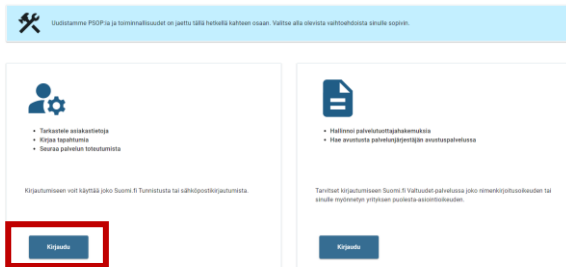 Uudistamme PSOP:ia ja toiminnallisuudet on jaettu tällä hetkellä kahteen osaan. Valitse alla olevista vaihtoehdoista sinulle sopivin.
• Tarkastele asiakastietoja
• Kirjaa tapahtumia
• Seuraa palvelun toteutumista
Kirjautumiseen voit käyttää joko Suomi.fi Tunnistusta tai sähköpostikirjautumista.
Kirjaudu
• Hallinnoi palvelutuottajahakemuksia
• Hae avustusta palvelunjärjestäjän avustuspalvelussa
Tarvitset kirjautumiseen Suomi.fi Valtuudet-palvelussa joko nimenkirjoitusoikeuden tai
sinulle myönnetyn yrityksen puolesta-asiointioikeuden.
Kirjaudu